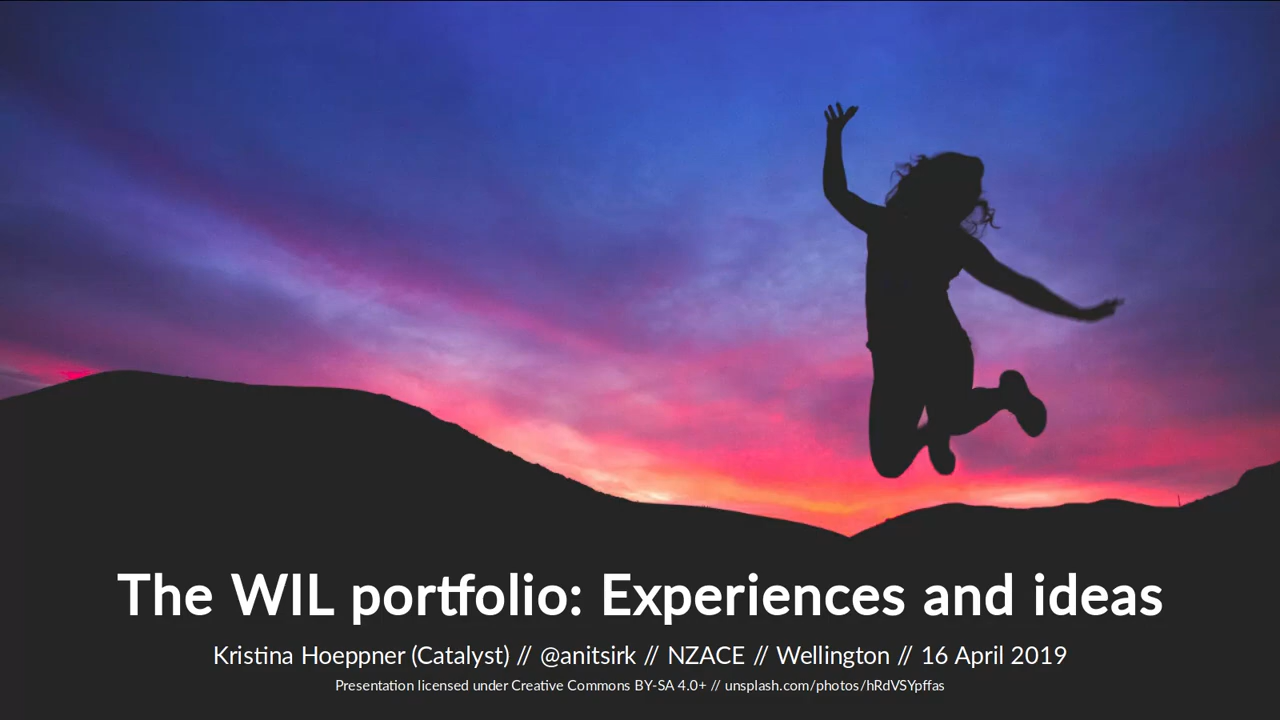 The WIL portfolio: Experiences and ideas
Kristina Hoeppner (Catalyst) // @anitsirk // NZACE // Wellington // 16 April 2019
Presentation licensed under Creative Commons BY-SA 4.0+ // unsplash.com/photos/hRdVSYpffas